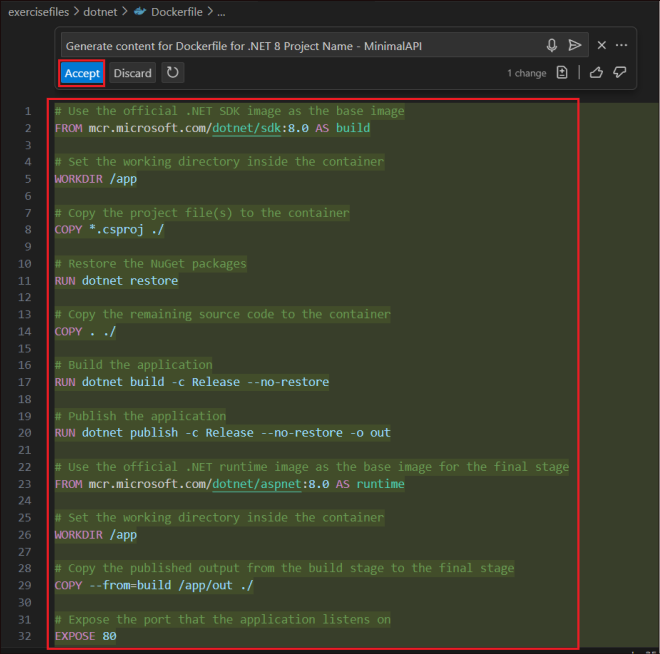 exercisefiles > dotnet > Dockerfile > ...
Generate content for Dockerfile for .NET 8 Project Name - MinimalAPI
Accept Discard 1 change
1 # Use the official .NET SDK image as the base image
2 FROM mcr.microsoft.com/dotnet/sdk:8.0 AS build
3
4 # Set the working directory inside the container
5 WORKDIR /app
6
7 # Copy the project file(s) to the container
8 COPY *.csproj ./
9
10 # Restore the NuGet packages
11 RUN dotnet restore
12
13 # Copy the remaining source code to the container
14 COPY . ./
15
16 # Build the application
17 RUN dotnet build -c Release --no-restore
18
19 # Publish the application
20 RUN dotnet publish -c Release --no-restore -o out
21
22 # Use the official .NET runtime image as the base image for the final stage
23 FROM mcr.microsoft.com/dotnet/aspnet:8.0 AS runtime
24
25 # Set the working directory inside the container
26 WORKDIR /app
27
28 # Copy the published output from the build stage to the final stage
29 COPY --from=build /app/out ./
30
31 # Expose the port that the application listens on
32 EXPOSE 80